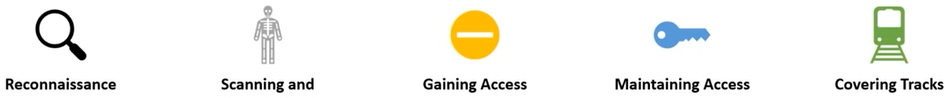 Reconnaissance
Scanning and
Gaining Access
Maintaining Access
Covering Tracks